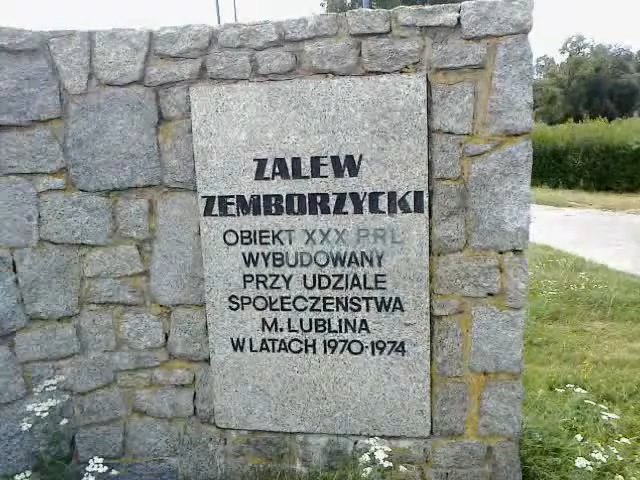 ZALEW
ZEMBORZYCKI
OBIEKT XXX PRL
WYBUDOWANY
PRZY UDZIALE
SPOŁECZEŃSTWA
M. LUBLINA
W LATACH 1970-1974